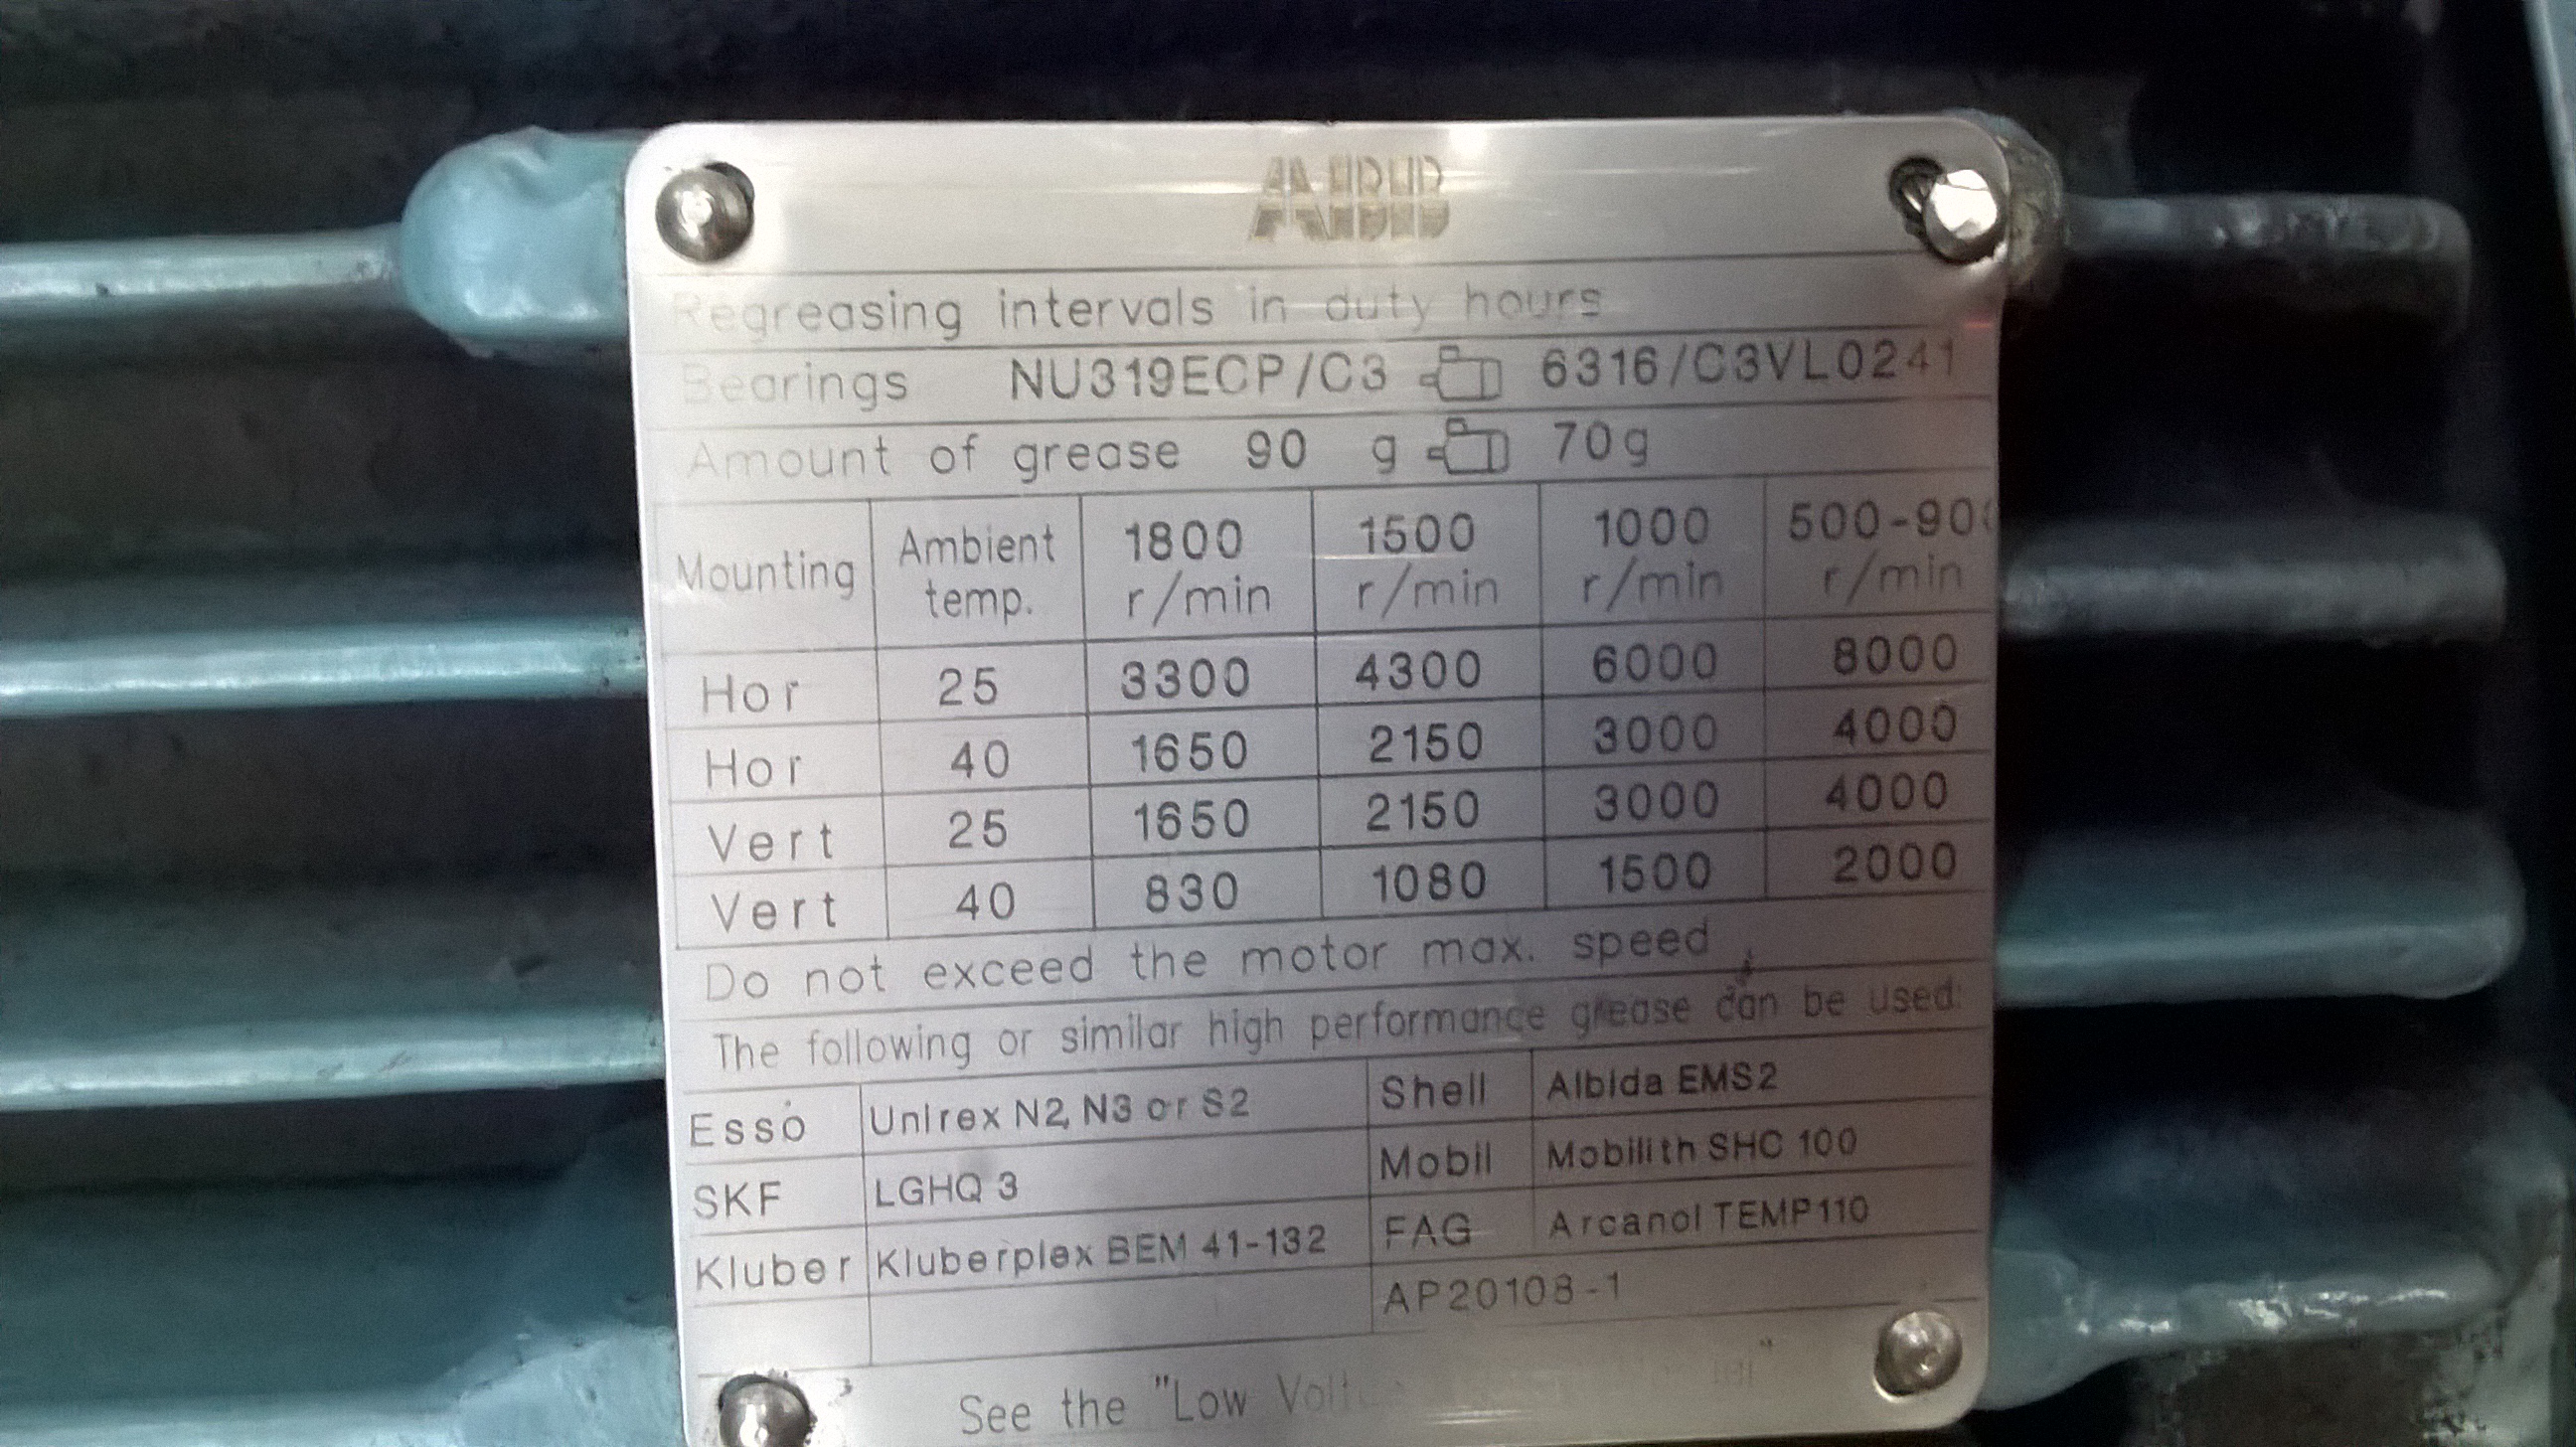 ABB
Regreasing intervals in duty hours
Bearings NU319ECP/C3 6316/C3VL0241
Amount of grease 90 g 70g
Mounting Ambient temp. 1800 r/min 1500 r/min 1000 r/min 500-900 r/min
Hor 25 3300 4300 6000 8000
Hor 40 1650 2150 3000 4000
Vert 25 1650 2150 3000 4000
Vert 40 830 1080 1500 2000
Do not exceed the motor max. speed
The following or similar high performance grease can be used:
Esso Unirex N2, N3 or S2 Shell Albida EMS2
SKF LGHQ 3 Mobil Mobilith SHC 100
Kluber Kluberplex BEM 41-132 FAG Arcanol TEMP110
AP20108-1
See the "Low